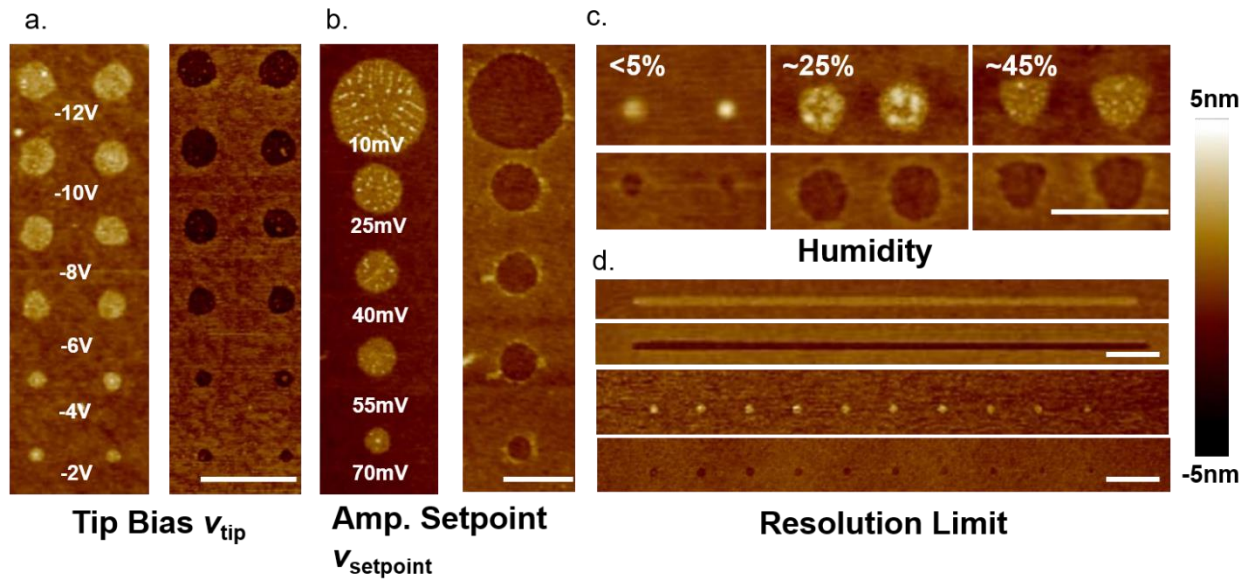 a.
-12V
-10V
-8V
-6V
-4V
-2V
Tip Bias vtip
b.
10mV
25mV
40mV
55mV
70mV
Amp. Setpoint
vsetpoint
c.
<5%
~25%
~45%
Humidity
d.
Resolution Limit
5nm
-5nm